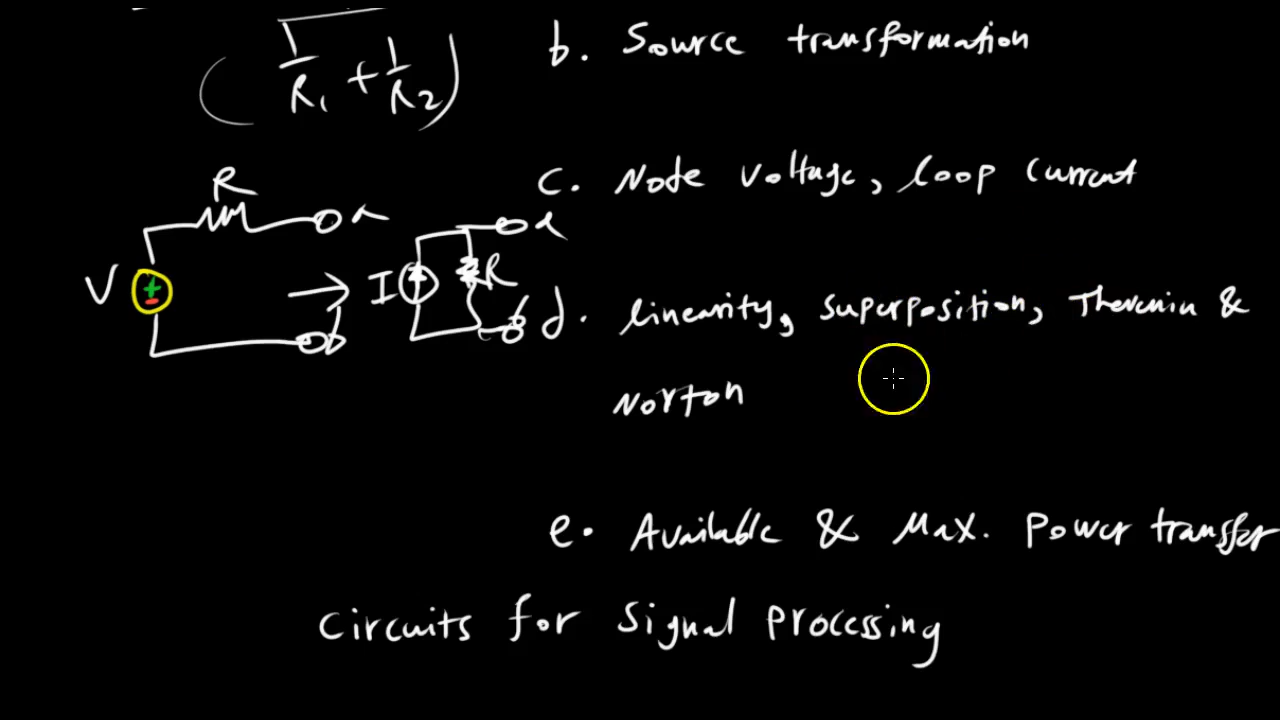 b. Source transformation
1/R1 + 1/R2
C. Node voltage, loop current
R
a
V
+
-
b
I
R
a
b
d. linearity, superposition, Thevenin &
Norton
e. Available & Max. Power transfer
Circuits for Signal processing